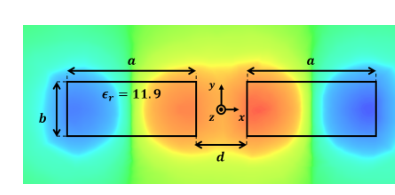 a a
ϵᵣ = 11.9
y
b
z x
d